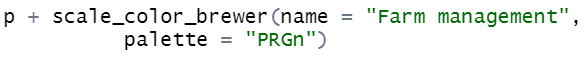 p + scale_color_brewer(name = "Farm management",
          palette = "PRGn")